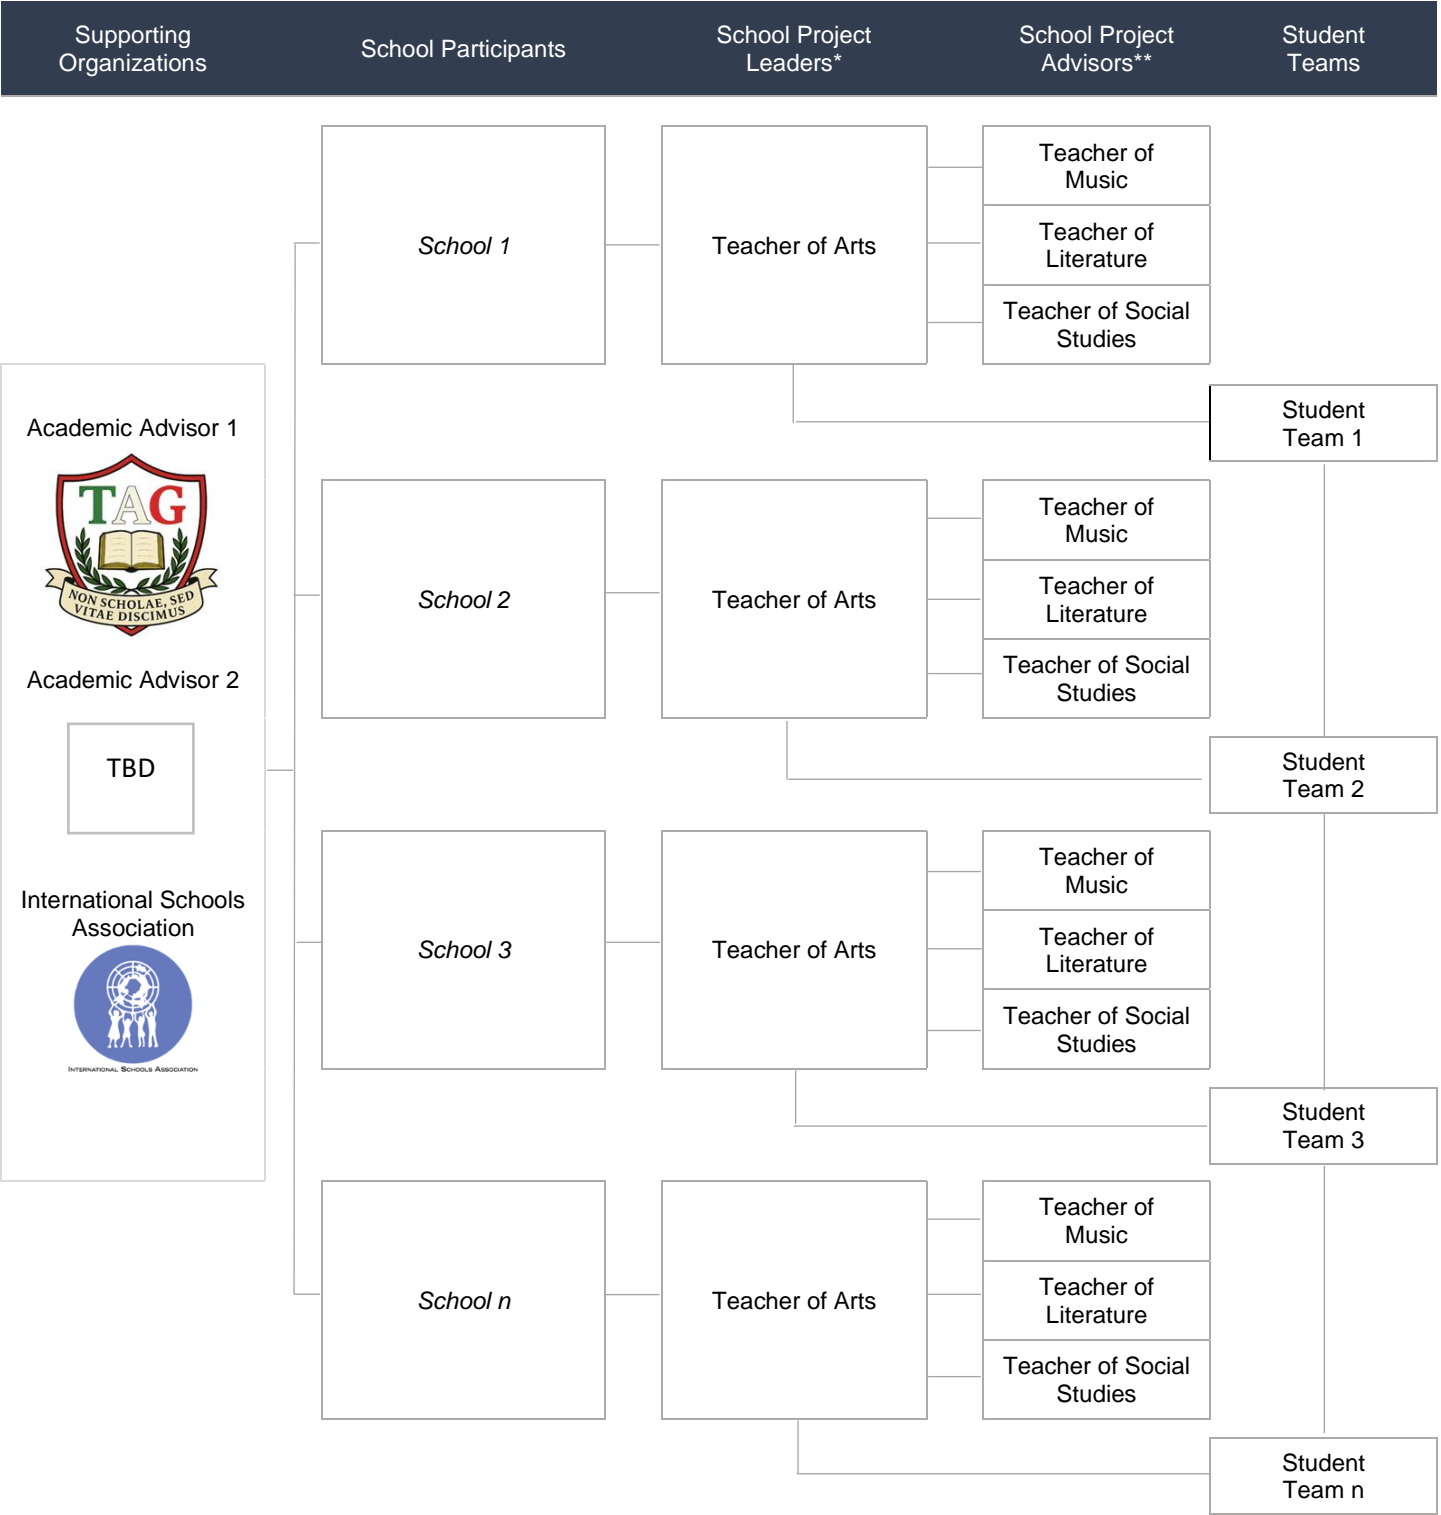 Supporting
Organizations
School Participants
School Project
Leaders*
School Project
Advisors**
Student
Teams
Academic Advisor 1
TAG
NON SCHOLAE, SED
VITAE DISCIMUS
Academic Advisor 2
TBD
International Schools
Association
INTERNATIONAL SCHOOLS ASSOCIATION
School 1
Teacher of Arts
Teacher of
Music
Teacher of
Literature
Teacher of Social
Studies
Student
Team 1
School 2
Teacher of Arts
Teacher of
Music
Teacher of
Literature
Teacher of Social
Studies
Student
Team 2
School 3
Teacher of Arts
Teacher of
Music
Teacher of
Literature
Teacher of Social
Studies
Student
Team 3
School n
Teacher of Arts
Teacher of
Music
Teacher of
Literature
Teacher of Social
Studies
Student
Team n